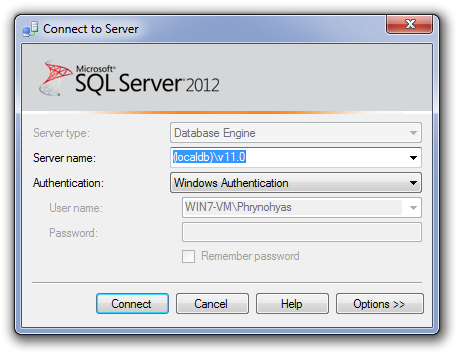 Connect to Server
Microsoft®
SQL Server® 2012
Server type: Database Engine
Server name: (localdb)\v11.0
Authentication: Windows Authentication
User name: WIN7-VM\Phrynohyas
Password:
Remember password
Connect Cancel Help Options >>